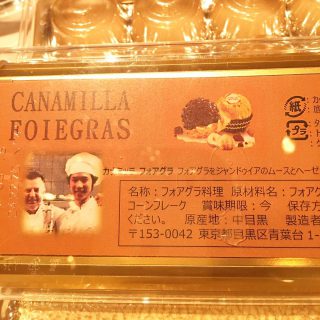 CANAMILLA
FOIEGRAS
紙
プラ
フォアグラ フォアグラをジャンドゥイアのムースとヘーゼ
名称:フォアグラ料理 原材料名:フォアグ
コーンフレーク 賞味期限:今 保存方
ください。 原産地:中目黒 製造者
〒153-0042 東京都目黒区青葉台1-